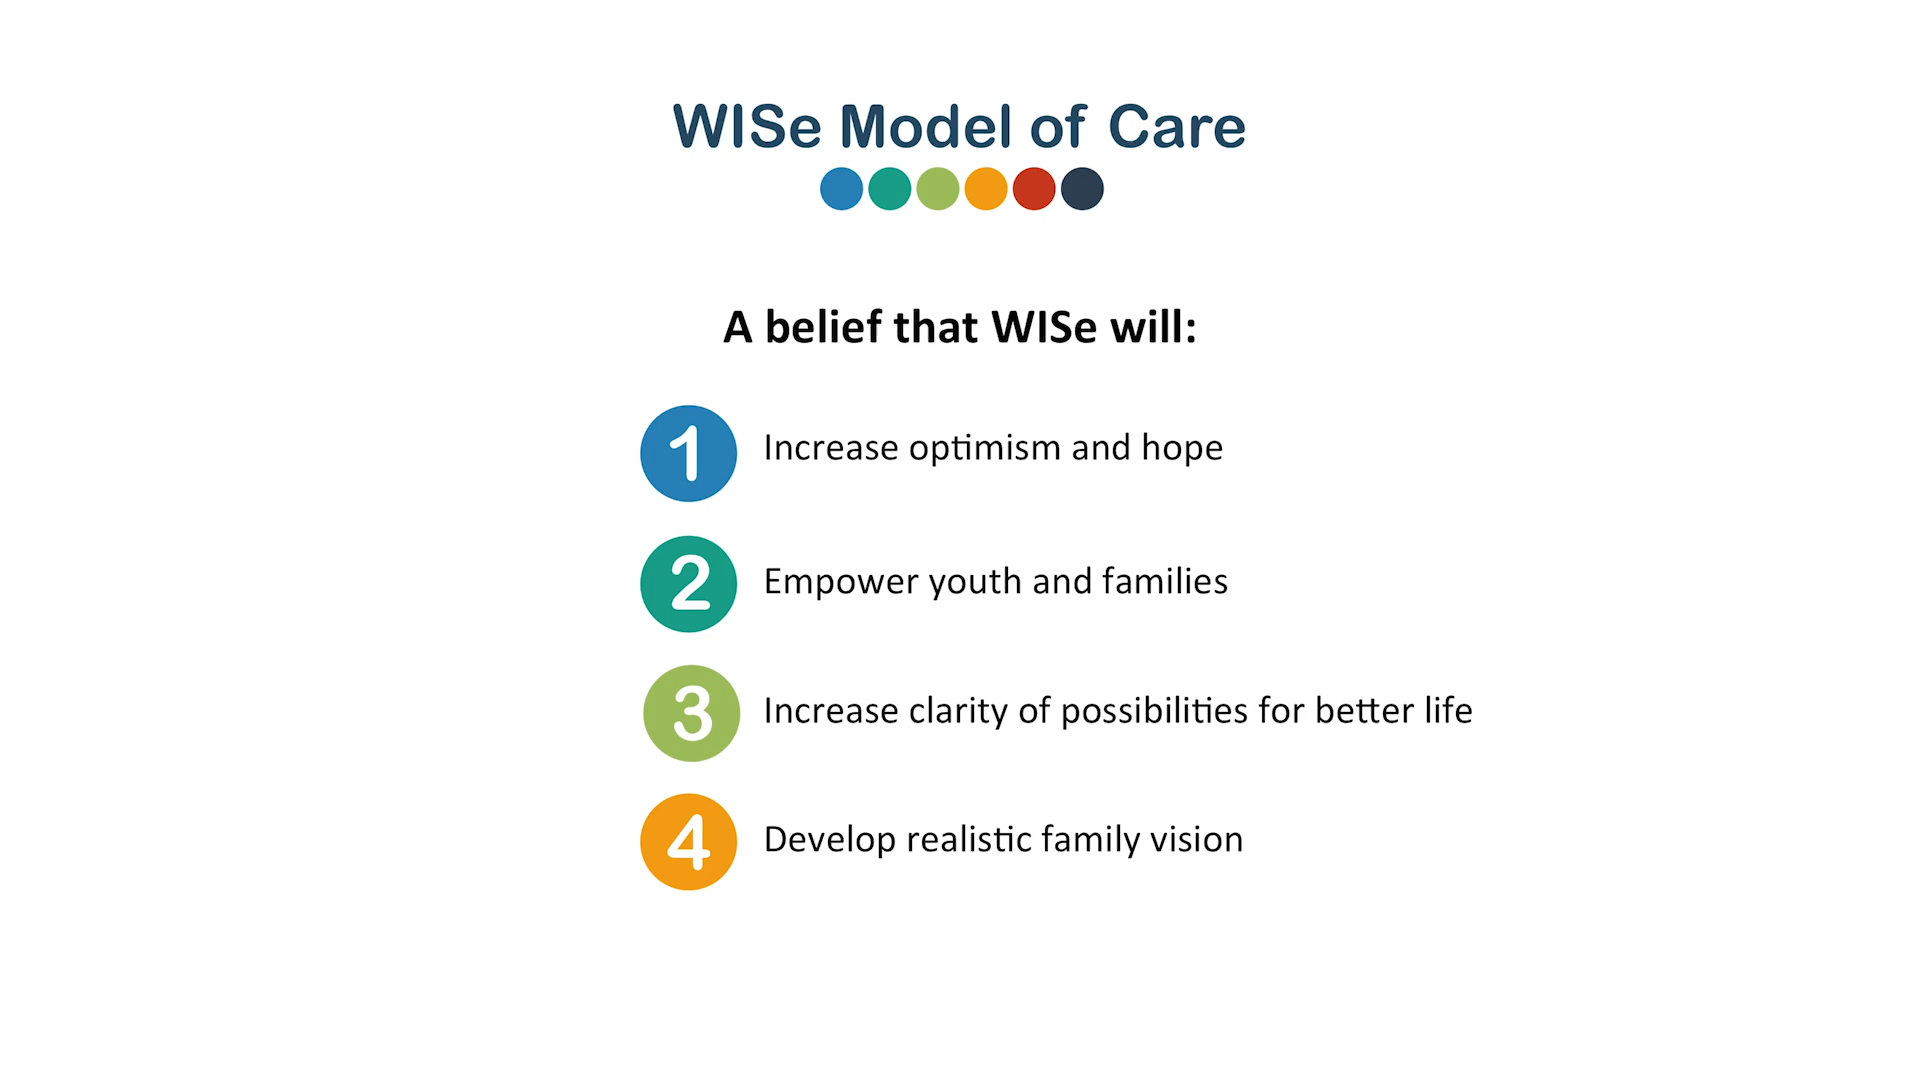 WISe Model of Care
A belief that WISe will:
1 Increase optimism and hope
2 Empower youth and families
3 Increase clarity of possibilities for better life
4 Develop realistic family vision